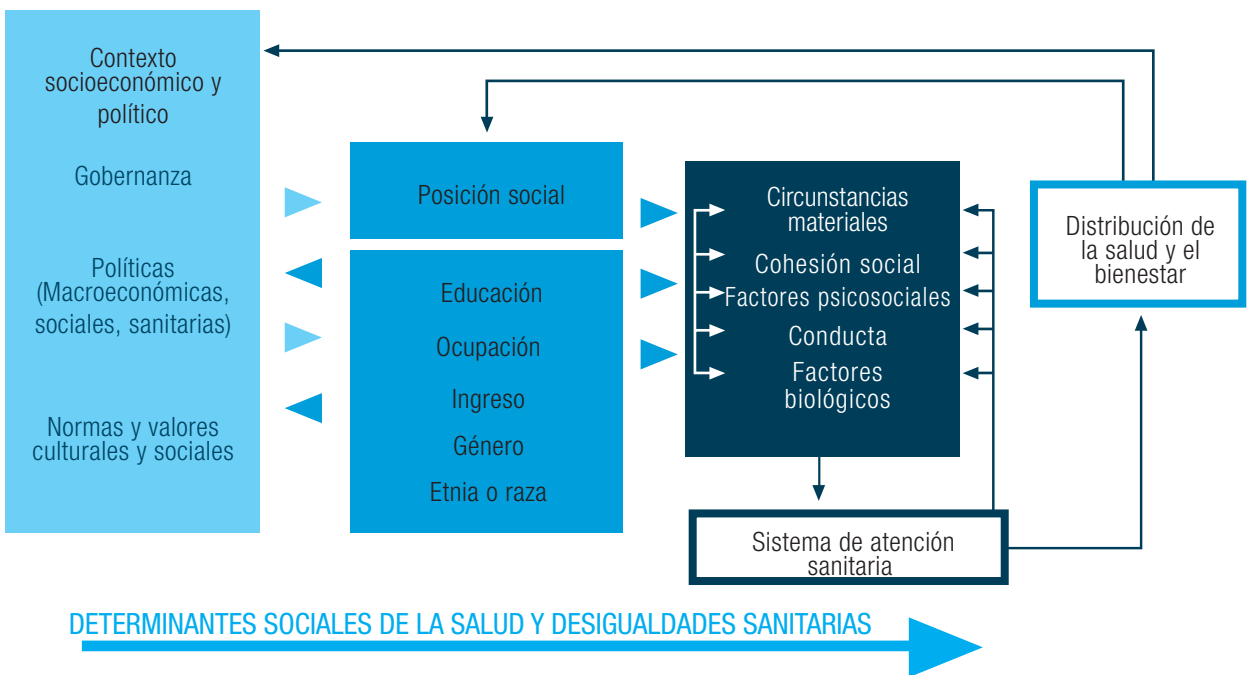 Contexto
socioeconómico y
político
Gobernanza
Políticas
(Macroeconómicas,
sociales, sanitarias)
Normas y valores
culturales y sociales
Posición social
Educación
Ocupación
Ingreso
Género
Etnia o raza
Circunstancias
materiales
Cohesión social
Factores psicosociales
Conducta
Factores
biológicos
Distribución de
la salud y el
bienestar
Sistema de atención
sanitaria
DETERMINANTES SOCIALES DE LA SALUD Y DESIGUALDADES SANITARIAS